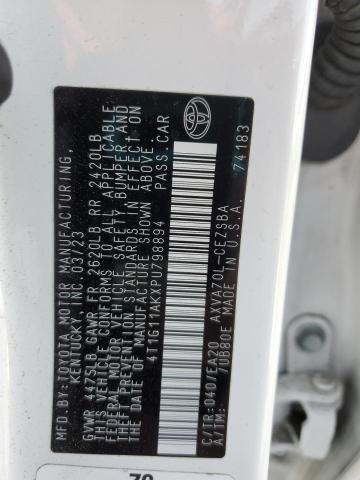 MFD.BY:TOYOTA MOTOR MANUFACTURING,
KENTUCKY, INC. 03/23
GVWR 4475LB GAWR FR 2620LB RR 2420LB
THIS VEHICLE CONFORMS TO ALL APPLICABLE
FEDERAL MOTOR VEHICLE SAFETY, BUMPER AND
THEFT PREVENTION STANDARDS IN EFFECT ON
THE DATE OF MANUFACTURE SHOWN ABOVE.
4T1G11AKXPU798894 PASS.CAR
C/TR:040/EA20 AXVA70L-CEZSBA
A/TM: /UB80E MADE IN U.S.A.
74183